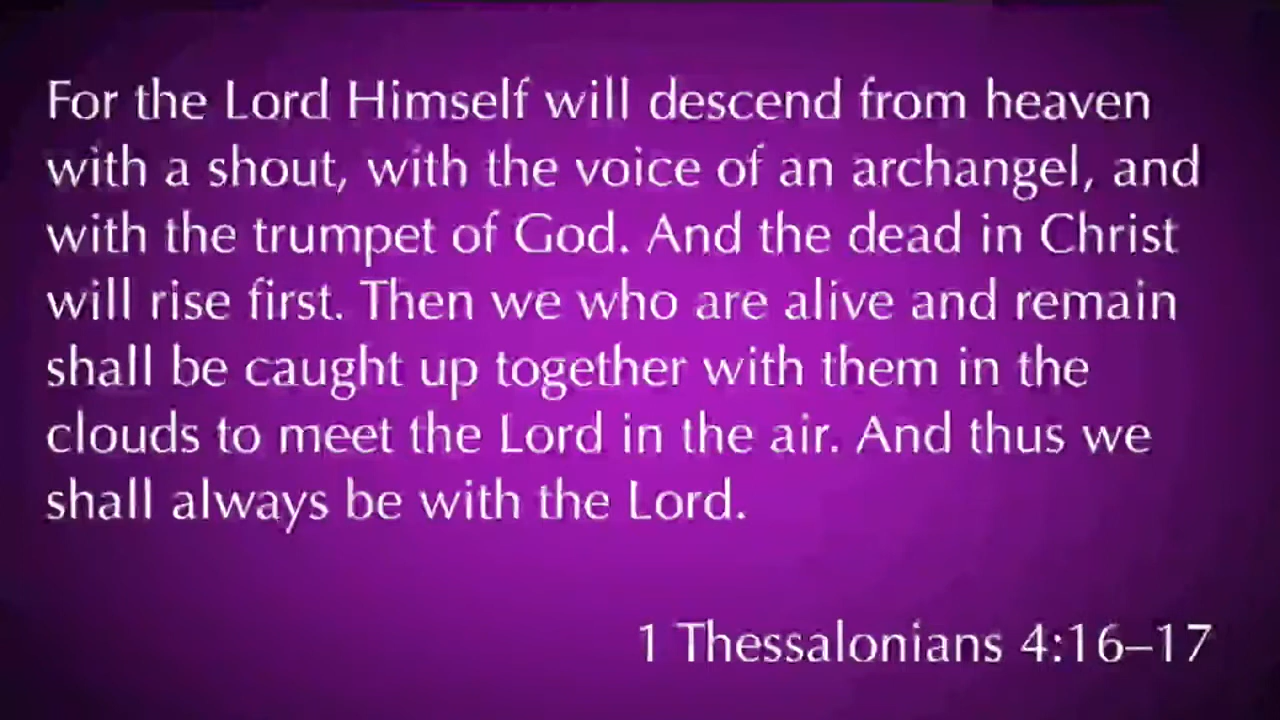 For the Lord Himself will descend from heaven
with a shout, with the voice of an archangel, and
with the trumpet of God. And the dead in Christ
will rise first. Then we who are alive and remain
shall be caught up together with them in the
clouds to meet the Lord in the air. And thus we
shall always be with the Lord.
1 Thessalonians 4:16–17